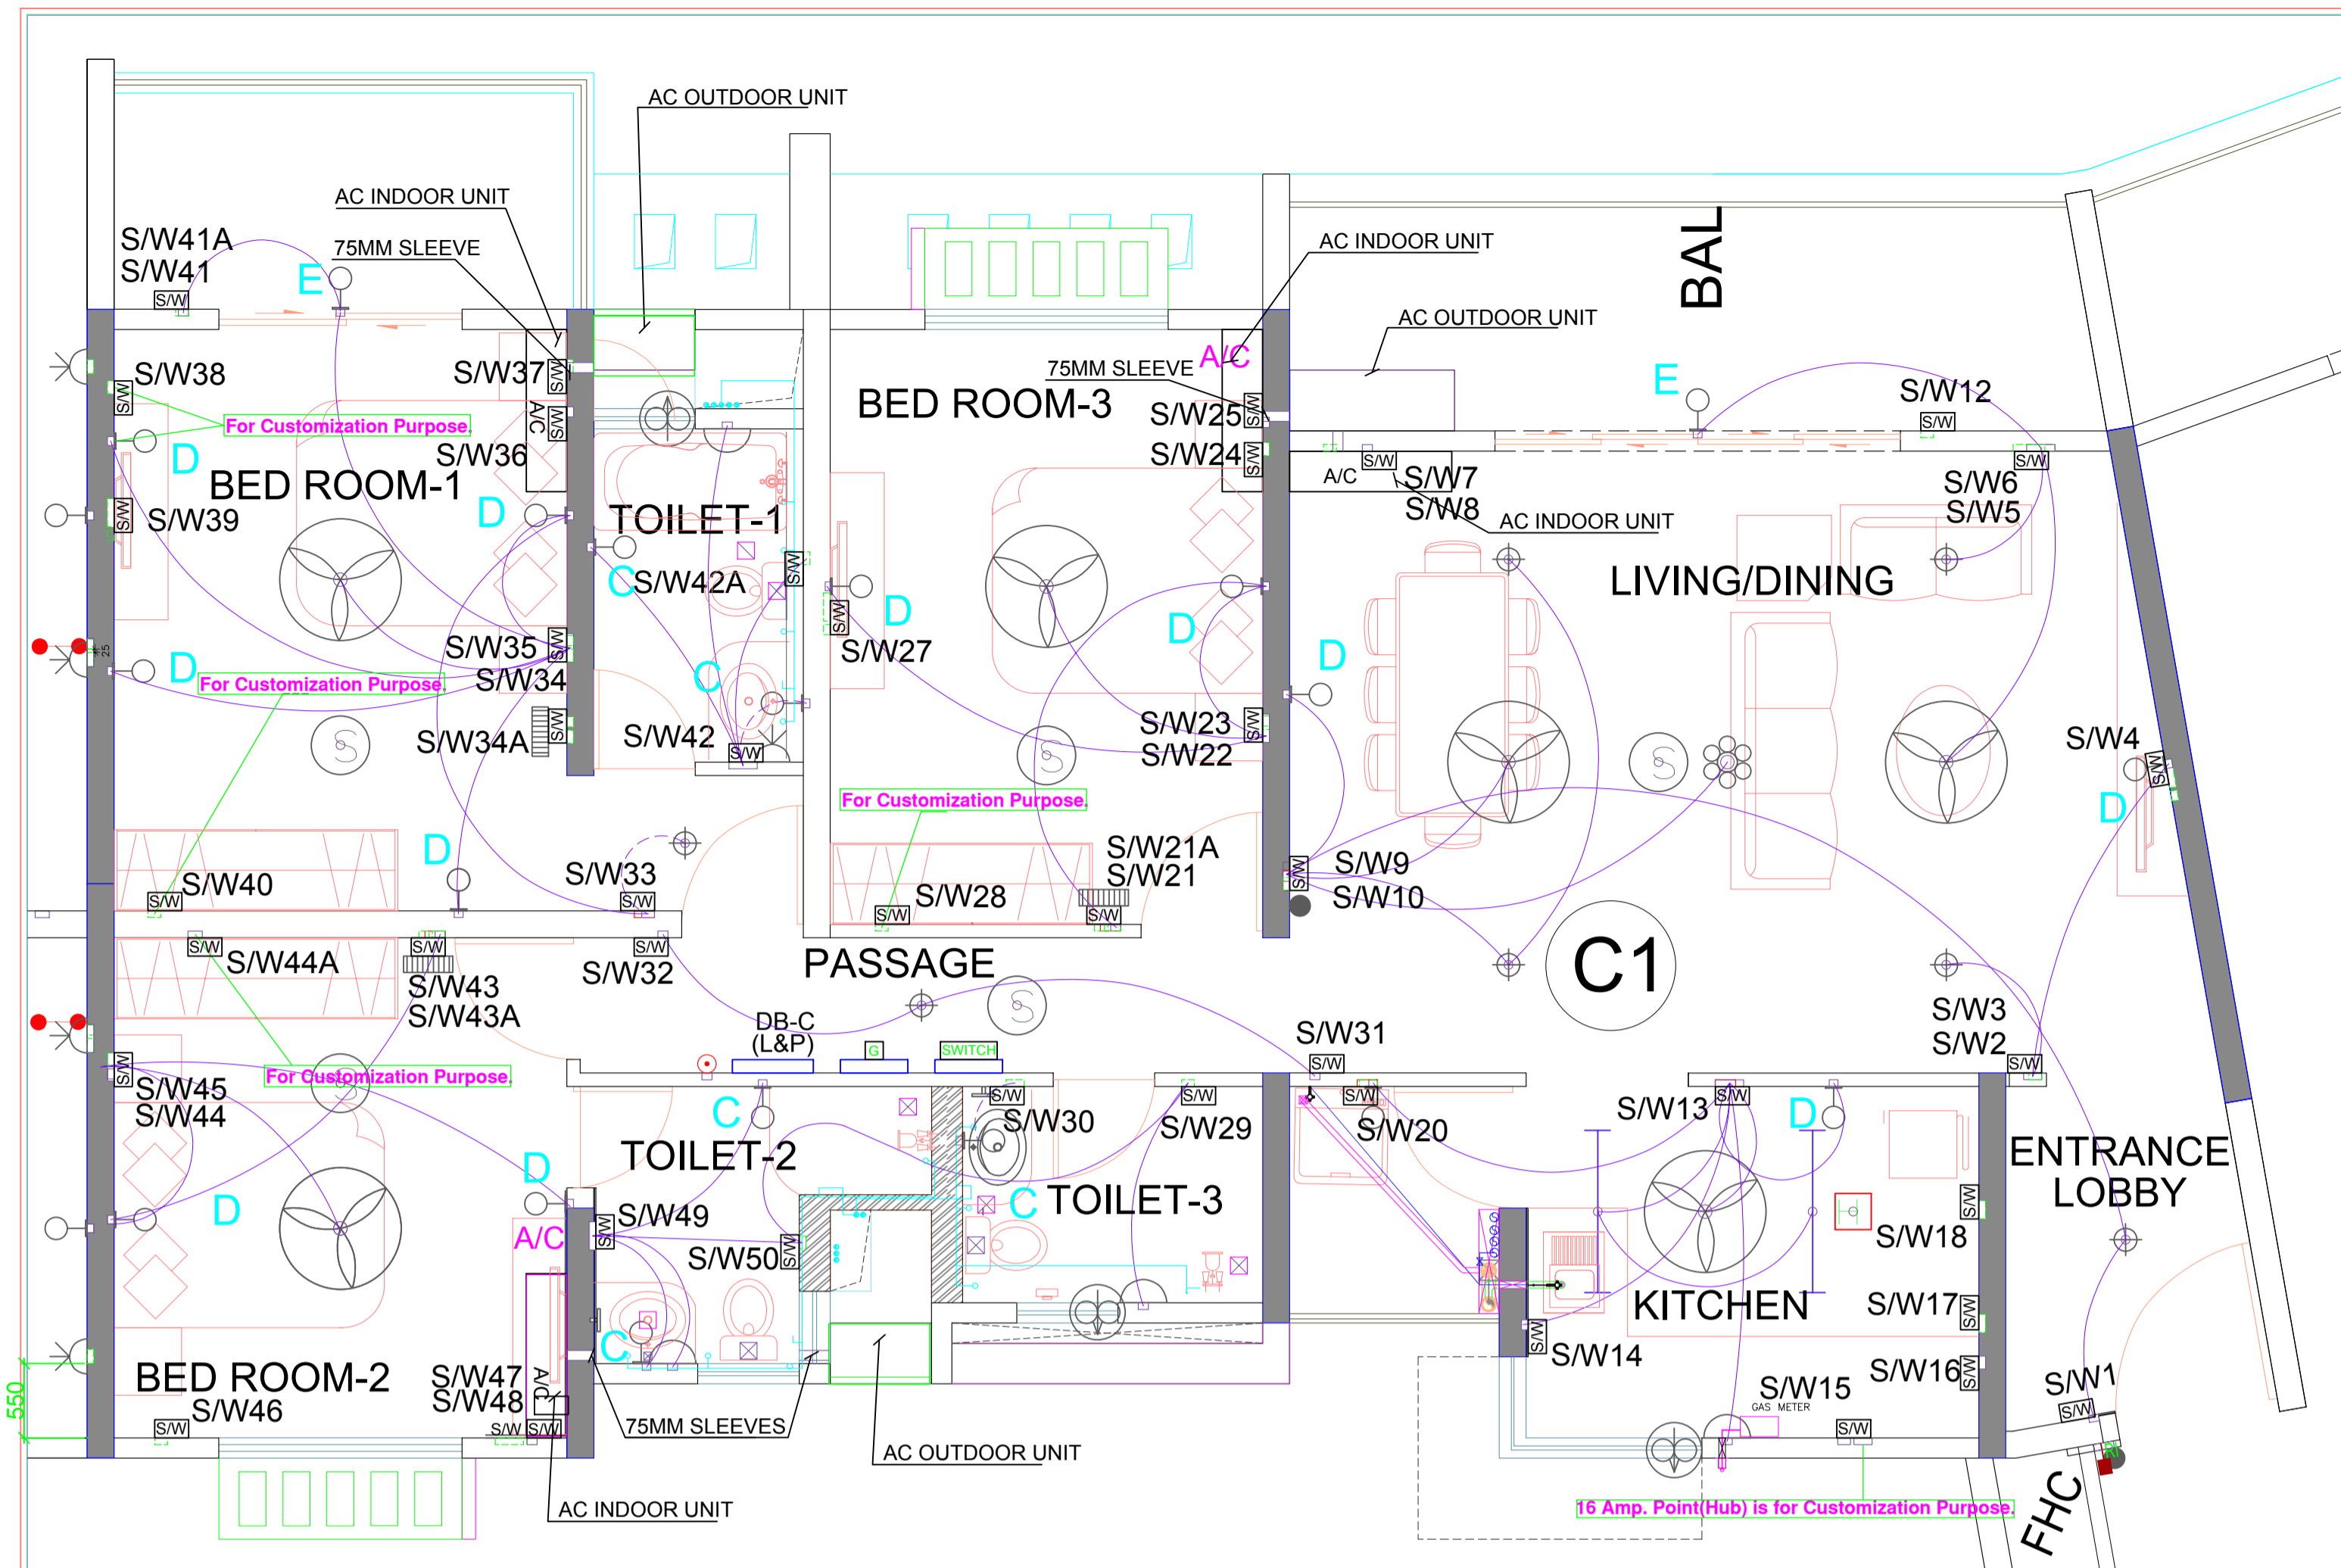 AC OUTDOOR UNIT
AC INDOOR UNIT
75MM SLEEVE
S/W41A
S/W41
S/W
E
S/W38
S/W
For Customization Purpose.
D
BED ROOM-1
S/W37
S/W
A/C
S/W
S/W36
D
S/W39
S/W
TOILET-1
C
S/W42A
S/W
C
S/W42
S/W
S/W35
S/W
S/W34
25
D
For Customization Purpose.
S/W34A
S/W
S
D
S/W40
S/W
S/W33
S/W
AC INDOOR UNIT
75MM SLEEVE
A/C
BED ROOM-3
S/W25
S/W
S/W24
S/W
D
S/W
S/W27
D
S/W23
S/W
S/W22
S
For Customization Purpose.
S/W21A
S/W21
S/W
S/W28
S/W
BAL
AC OUTDOOR UNIT
E
S/W12
S/W
A/C
S/W
S/W7
S/W8
AC INDOOR UNIT
S/W
S/W6
S/W5
LIVING/DINING
D
S
S/W4
S/W
D
S/W9
S/W
S/W10
C1
S/W3
S/W2
S/W
PASSAGE
S
S/W44A
S/W
S/W
S/W43
S/W43A
S/W
S/W32
DB-C
(L&P)
G
SWITCH
S/W31
S/W
For Customization Purpose.
S
S/W
S/W45
S/W44
D
D
A/C
BED ROOM-2
S/W46
S/W
S/W47
S/W48
A/C
S/W
S/W
550
AC INDOOR UNIT
C
TOILET-2
S/W49
S/W
S/W50
S/W
C
75MM SLEEVES
AC OUTDOOR UNIT
S/W
S/W30
S/W
S/W29
C
TOILET-3
S/W
S/W20
S/W13
S/W
D
S/W
S/W18
KITCHEN
S/W17
S/W
S/W14
S/W
S/W16
S/W
S/W15
GAS METER
S/W
16 Amp. Point(Hub) is for Customization Purpose.
ENTRANCE
LOBBY
S/W1
S/W
FHC